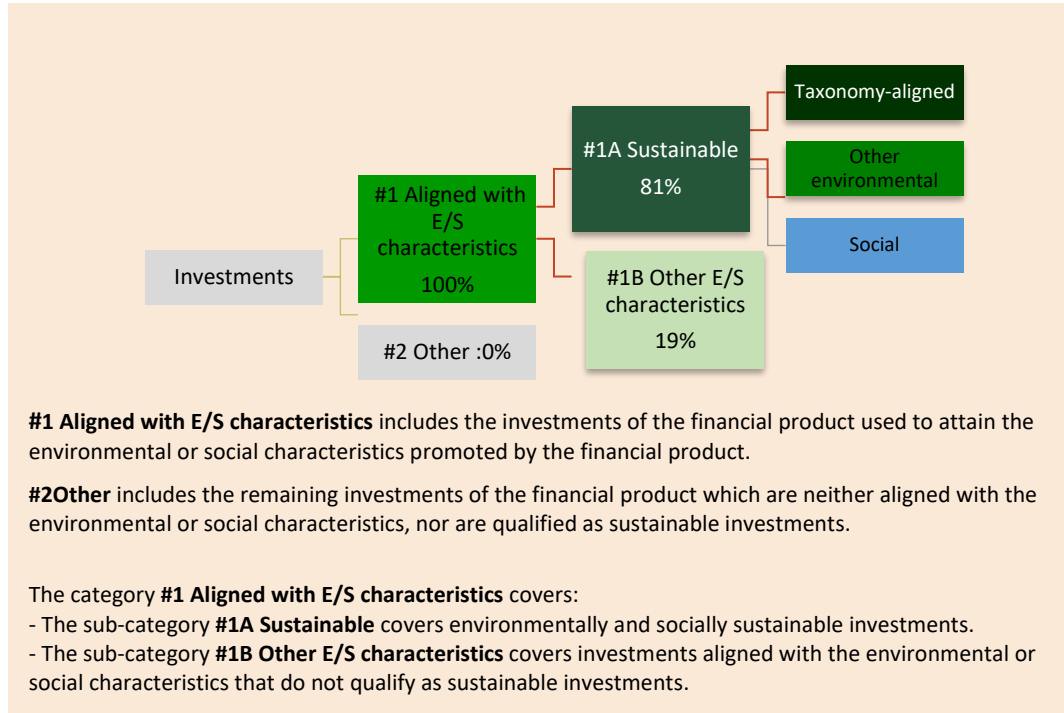 Taxonomy-aligned
#1A Sustainable
81%
Other
environmental
#1 Aligned with
E/S
characteristics
100%
Social
Investments
#1B Other E/S
characteristics
19%
#2 Other :0%
#1 Aligned with E/S characteristics includes the investments of the financial product used to attain the
environmental or social characteristics promoted by the financial product.
#2Other includes the remaining investments of the financial product which are neither aligned with the
environmental or social characteristics, nor are qualified as sustainable investments.
The category #1 Aligned with E/S characteristics covers:
- The sub-category #1A Sustainable covers environmentally and socially sustainable investments.
- The sub-category #1B Other E/S characteristics covers investments aligned with the environmental or
social characteristics that do not qualify as sustainable investments.